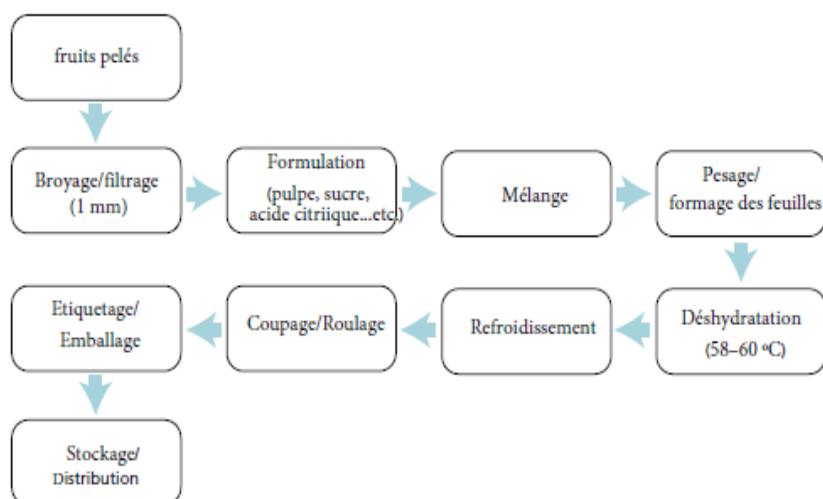 fruits pelés
Broyage/filtrage
(1 mm)
Formulation
(pulpe, sucre,
acide citriique...etc.)
Mélange
Pesage/
formage des feuilles
Déshydratation
(58–60 ºC)
Refroidissement
Coupage/Roulage
Etiquetage/
Emballage
Stockage/
Distribution